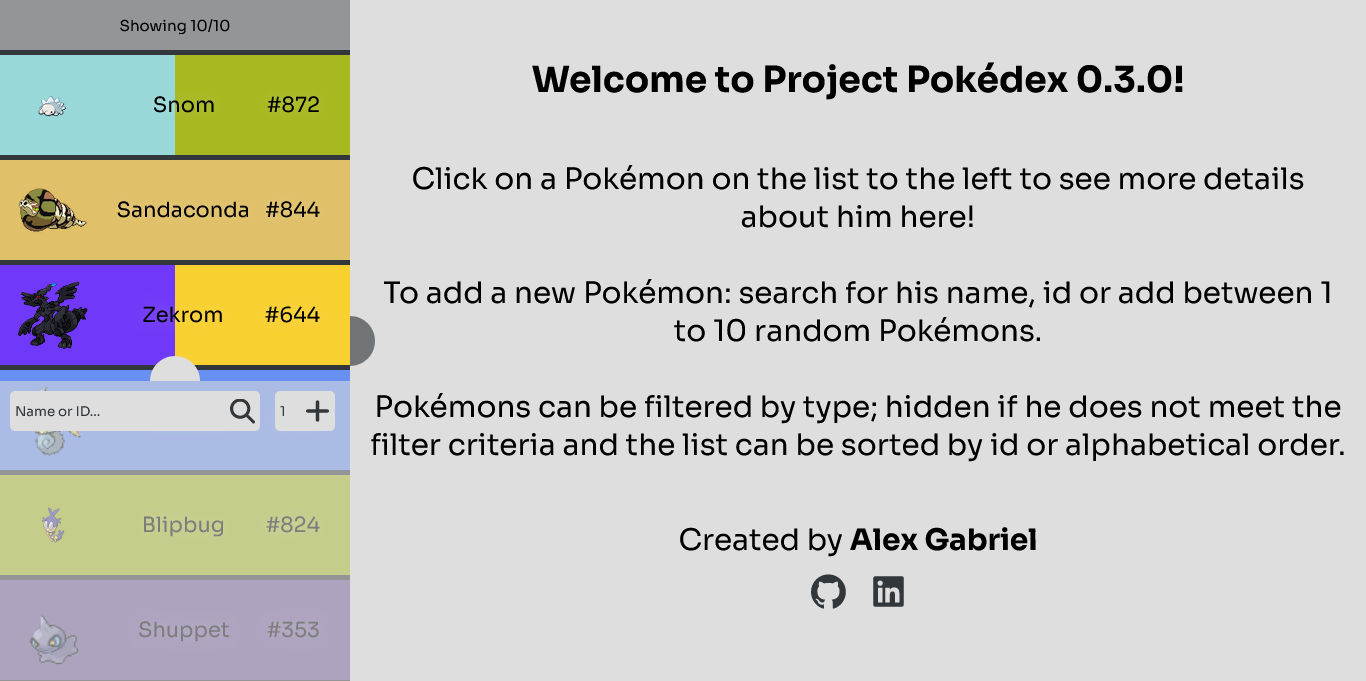 Showing 10/10
Snom #872
Sandaconda #844
Zekrom #644
Name or ID...
1
Blipbug #824
Shuppet #353
Welcome to Project Pokédex 0.3.0!
Click on a Pokémon on the list to the left to see more details
about him here!
To add a new Pokémon: search for his name, id or add between 1
to 10 random Pokémons.
Pokémons can be filtered by type; hidden if he does not meet the
filter criteria and the list can be sorted by id or alphabetical order.
Created by Alex Gabriel
in